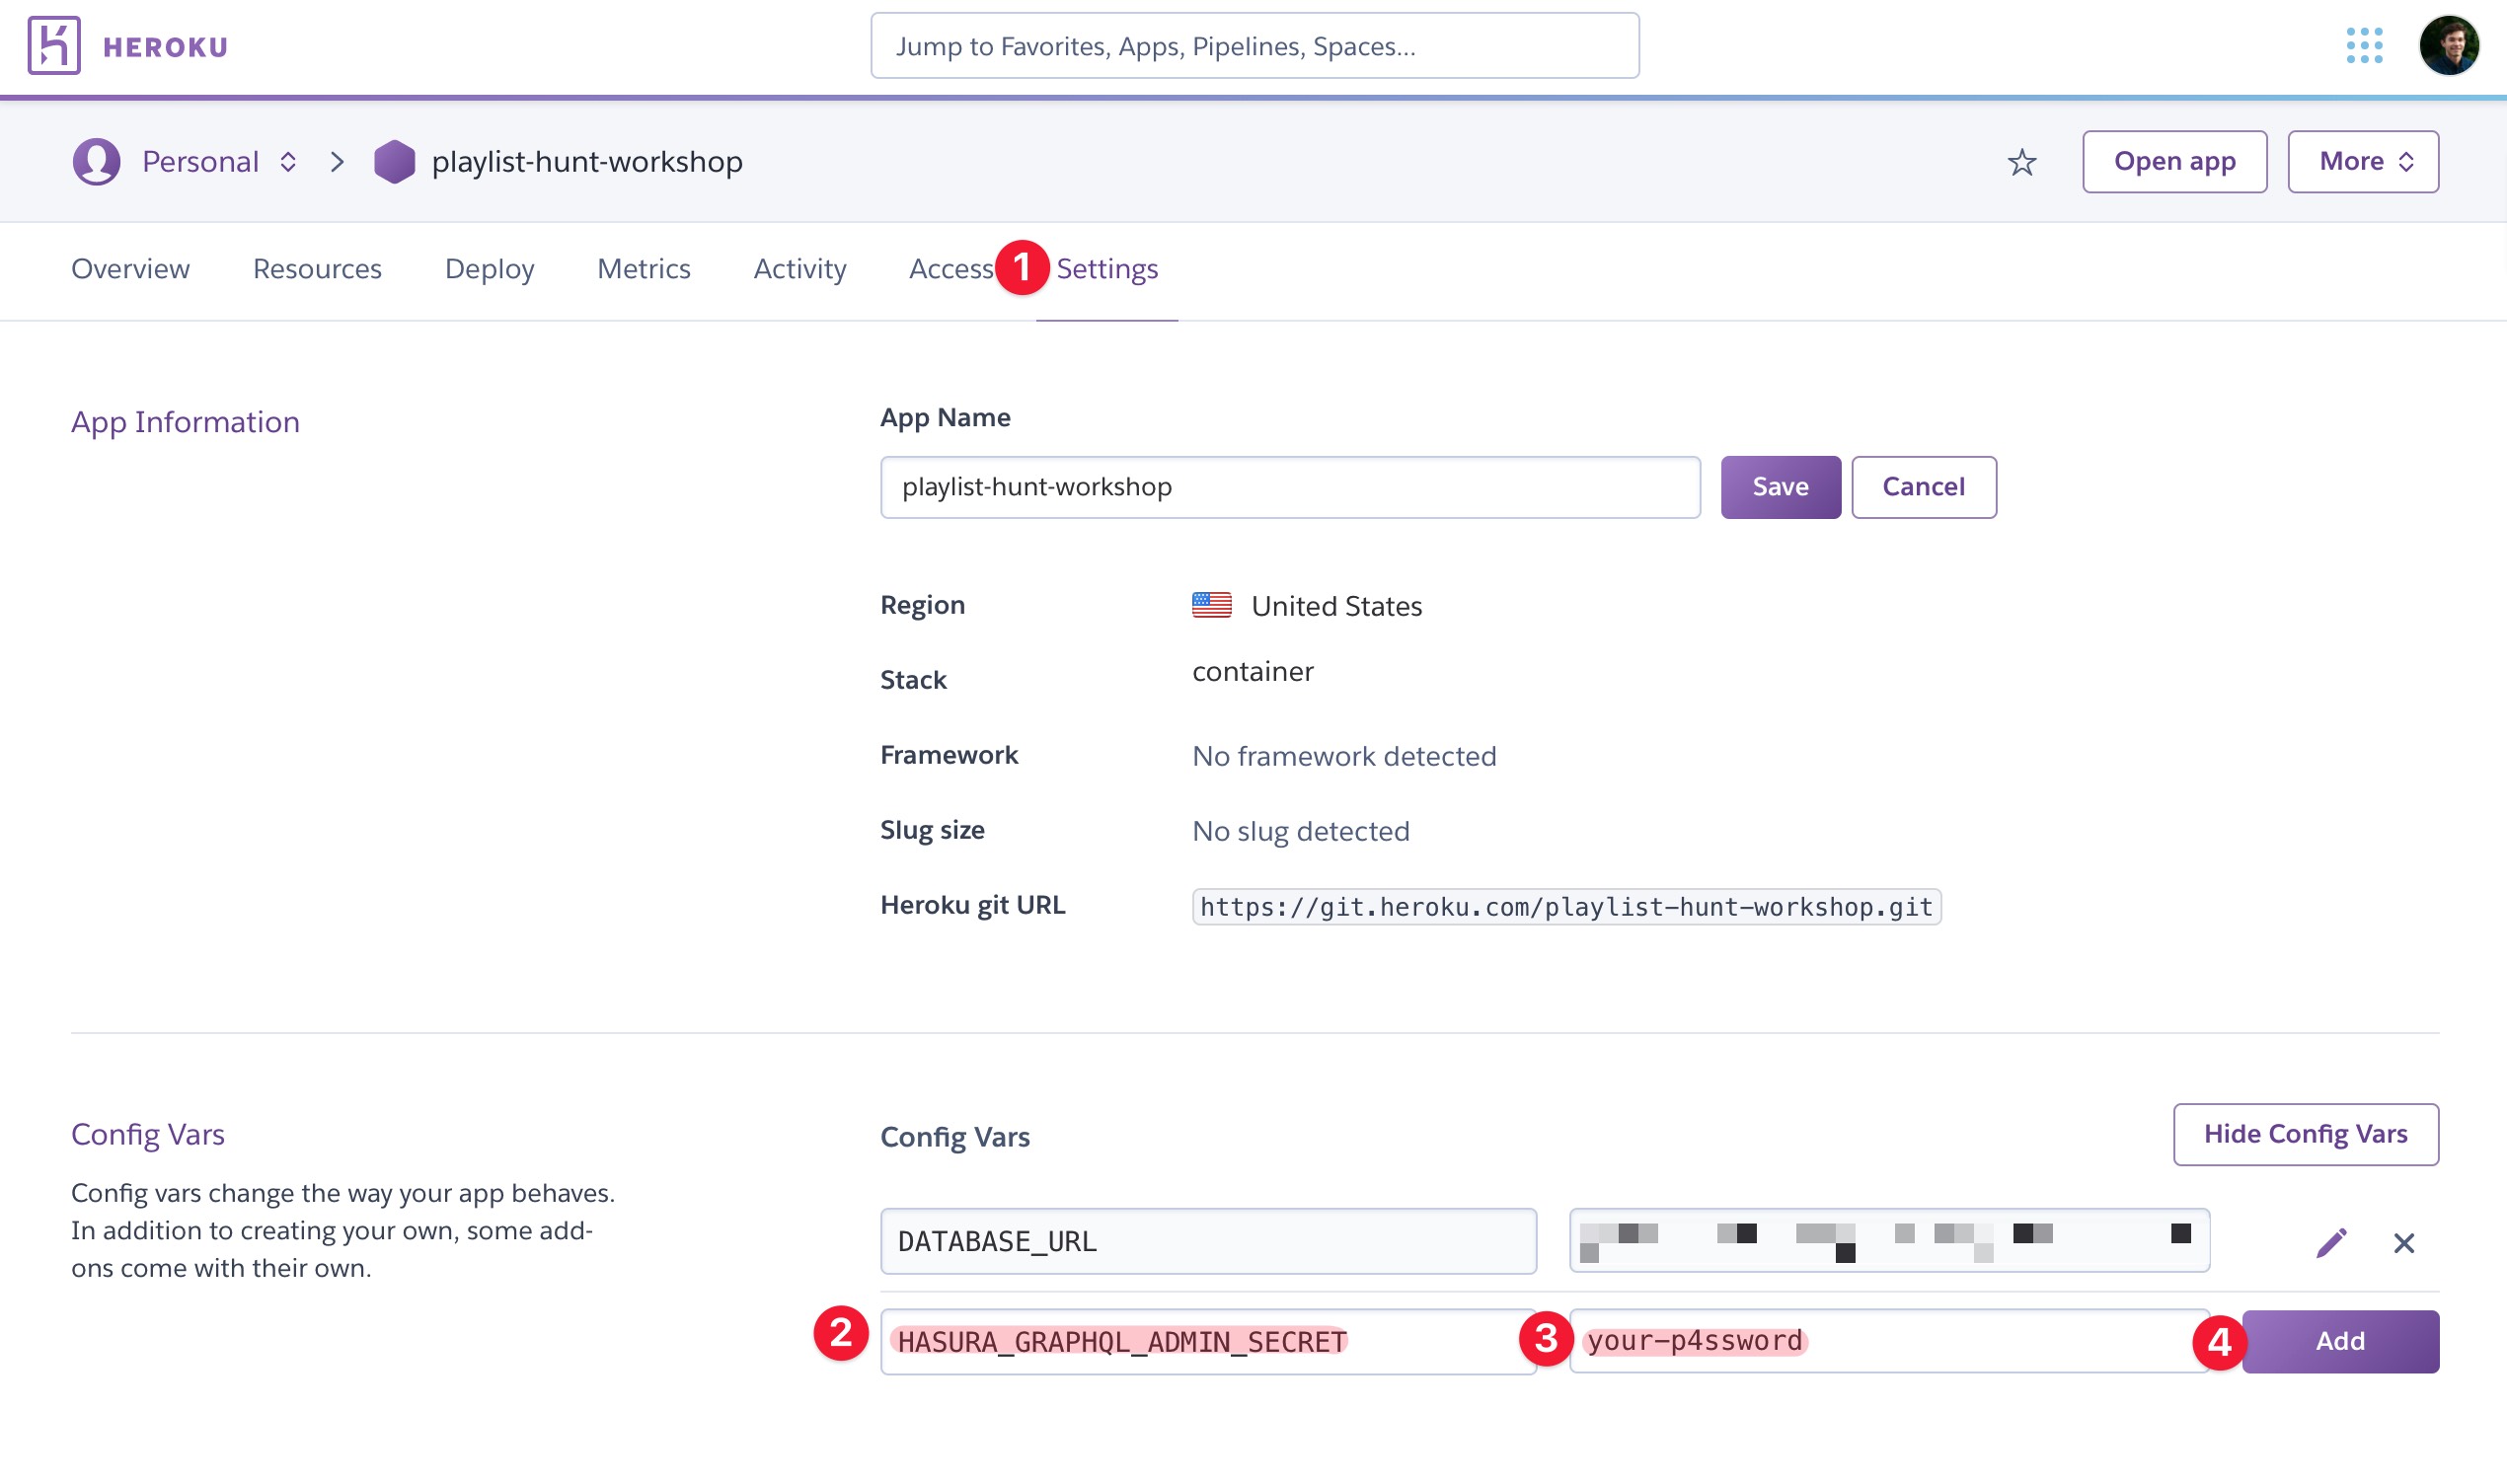 HEROKU
Jump to Favorites, Apps, Pipelines, Spaces...
Personal
playlist-hunt-workshop
Open app
More
Overview
Resources
Deploy
Metrics
Activity
Access
1
Settings
App Information
App Name
playlist-hunt-workshop
Save
Cancel
Region
United States
Stack
container
Framework
No framework detected
Slug size
No slug detected
Heroku git URL
https://git.heroku.com/playlist-hunt-workshop.git
Config Vars
Config vars change the way your app behaves.
In addition to creating your own, some add-
ons come with their own.
Config Vars
Hide Config Vars
DATABASE_URL
2
HASURA_GRAPHQL_ADMIN_SECRET
3
your-p4ssword
4
Add